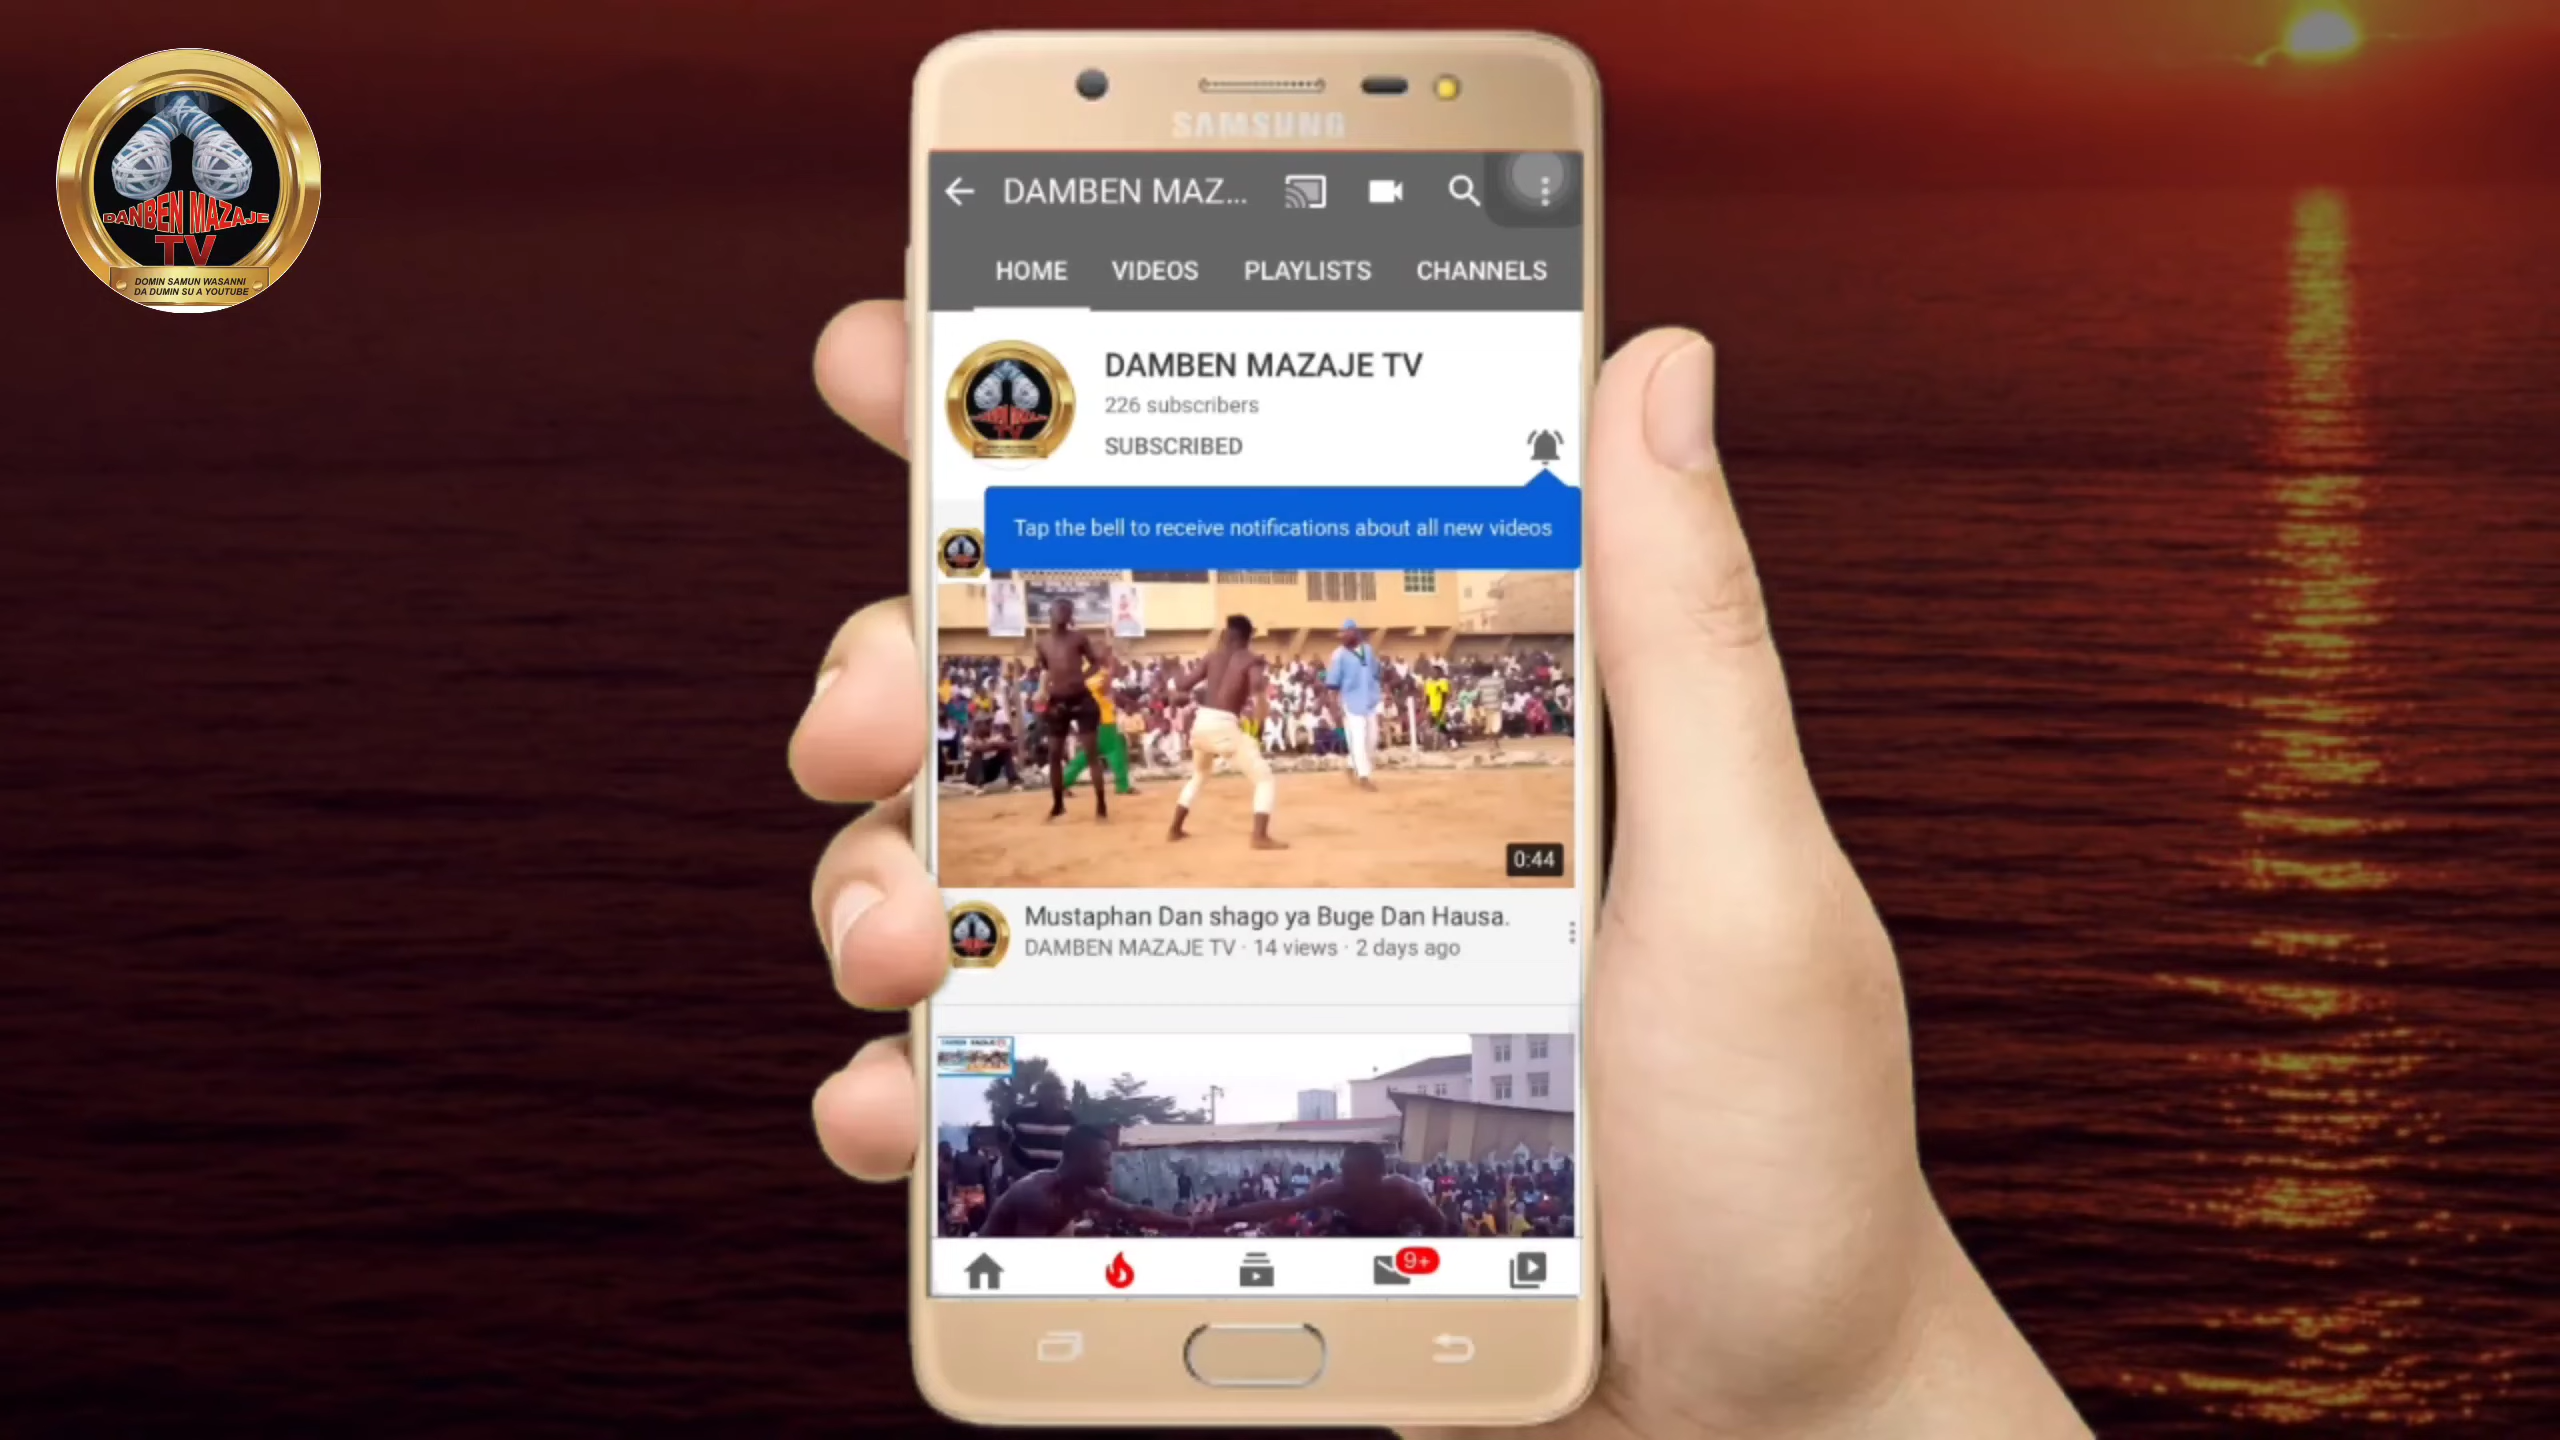 DANBEN MAZAJE
TV
DOMIN SAMUN WASANNI
DA DUMIN SU A YOUTUBE
SAMSUNG
DAMBEN MAZ...
HOME VIDEOS PLAYLISTS CHANNELS
DAMBEN MAZAJE TV
226 subscribers
SUBSCRIBED
Tap the bell to receive notifications about all new videos
0:44
Mustaphan Dan shago ya Buge Dan Hausa.
DAMBEN MAZAJE TV · 14 views · 2 days ago
9+